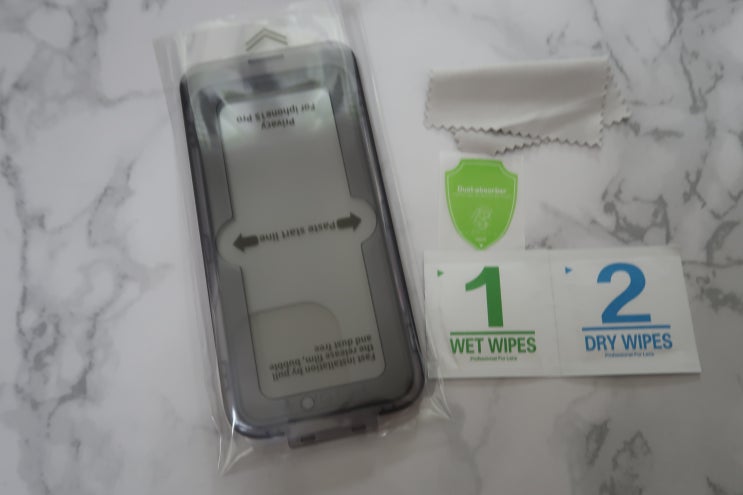 Privacy
For Iphone15 Pro
Paste start line
Fast installation by pull
the release film, bubble
and dust free
Dust-absorber
1
WET WIPES
Professional For Lens
2
DRY WIPES
Professional For Lens